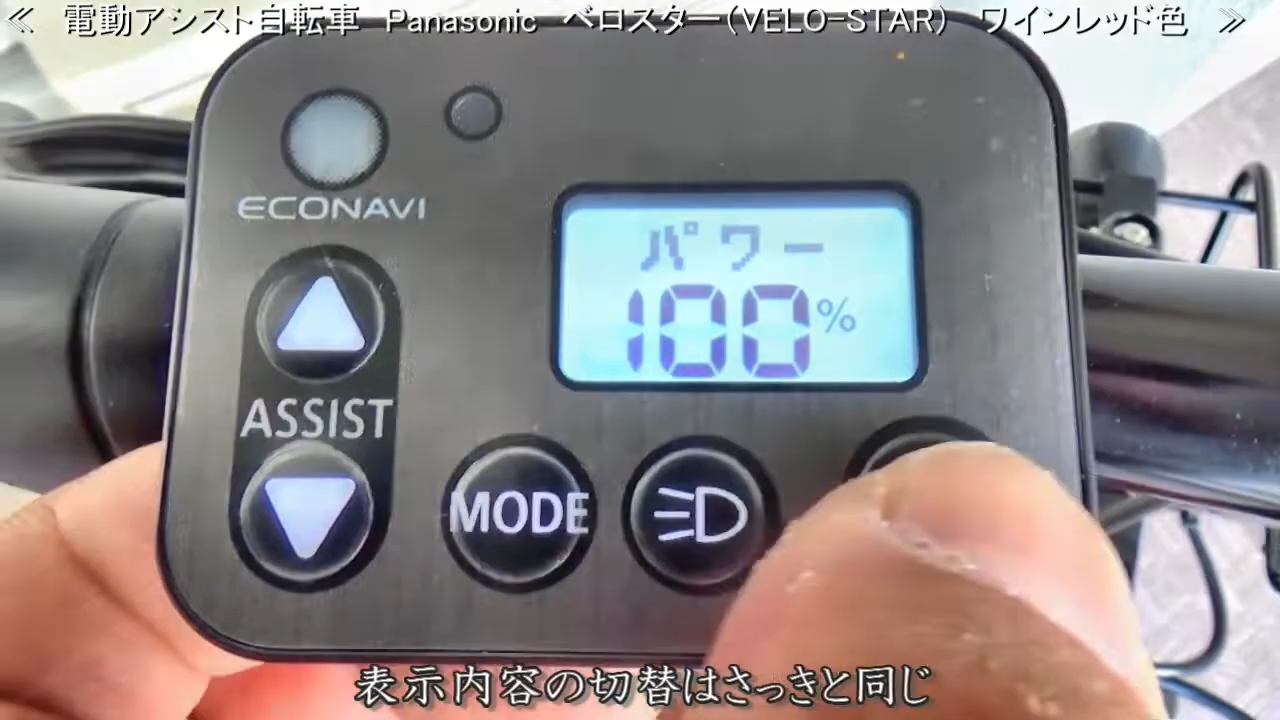 ≪ 電動アシスト自転車 Panasonic ベロスター(VELO-STAR) ワインレッド色 ≫
ECONAVI
パワー
100%
ASSIST
MODE
表示内容の切替はさっきと同じ